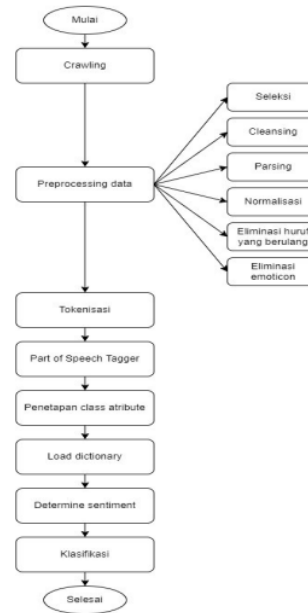 Mulai
Crawling
Preprocessing data
Seleksi
Cleansing
Parsing
Normalisasi
Eliminasi huruf
yang berulang
Eliminasi
emoticon
Tokenisasi
Part of Speech Tagger
Penetapan class atribute
Load dictionary
Determine sentiment
Klasifikasi
Selesai